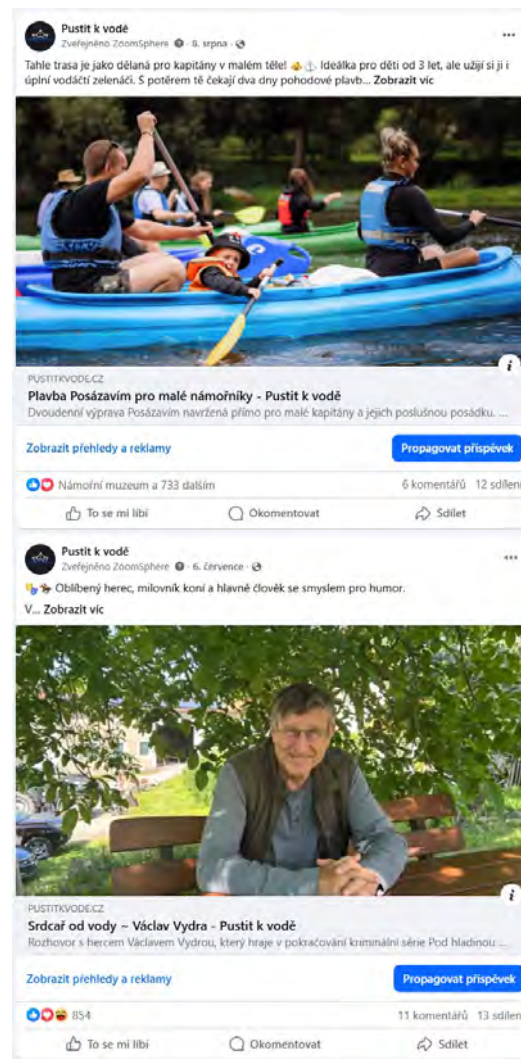 Pustit k vodě
Zveřejněno ZoomSphere · 8. srpna ·
Tahle trasa je jako dělaná pro kapitány v malém těle! Ideálka pro děti od 3 let, ale užijí si ji i
úplní vodáčtí zelenáči. S potěrem tě čekají dva dny pohodové plavb... Zobrazit víc
PUSTITKVODE.CZ
Plavba Posázavím pro malé námořníky - Pustit k vodě
Dvoudenní výprava Posázavím navržená přímo pro malé kapitány a jejich poslušnou posádku. ...
Zobrazit přehledy a reklamy
Propagovat příspěvek
Námořní muzeum a 733 dalším
6 komentářů 12 sdílen
To se mi líbí
Okomentovat
Sdílet
Pustit k vodě
Zveřejněno ZoomSphere · 6. července ·
Oblíbený herec, milovník koní a hlavně člověk se smyslem pro humor.
V... Zobrazit víc
PUSTITKVODE.CZ
Srdcař od vody ~ Václav Vydra - Pustit k vodě
Rozhovor s hercem Václavem Vydrou, který hraje v pokračování kriminální série Pod hladinou ...
Zobrazit přehledy a reklamy
Propagovat příspěvek
854
11 komentářů 13 sdílen
To se mi líbí
Okomentovat
Sdílet